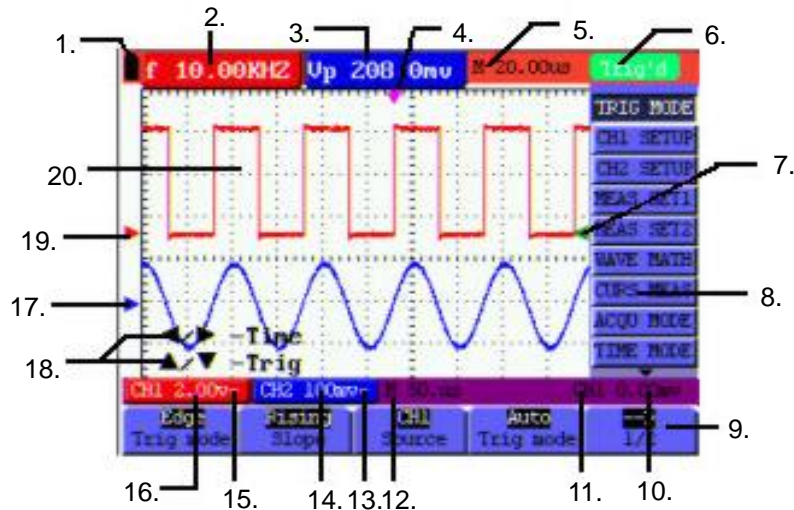 1.
2.
3.
4.
5.
6.
f 10.00KHZ
Vp 208.0mv
M 20.00us
Trig'd
TRIG MODE
CH1 SETUP
CH2 SETUP
MEAS SET1
MEAS SET2
WAVE MATH
CURS MEAS
ACQU MODE
TIME MODE
7.
8.
20.
19.
17.
18.
◀/▶ -Time
▲/▼ -Trig
CH1 2.00v~
CH2 100mv~
M
CH1 0.00mv
Edge
Trig mode
Rising
Slope
CH1
Source
Auto
Trig mode
9.
16.
15.
14.
13.
12.
11.
10.